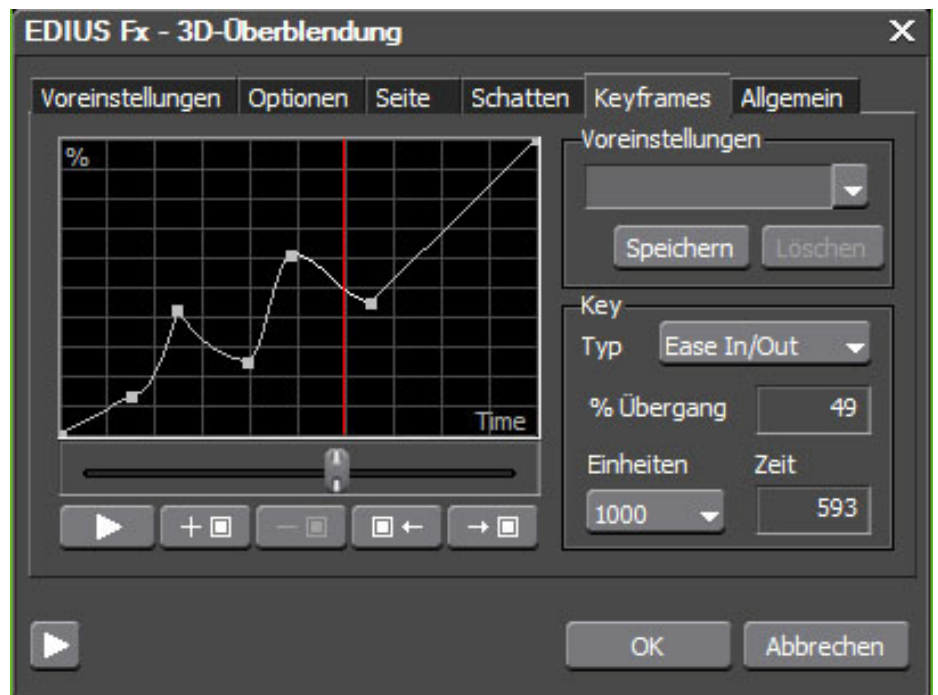 EDIUS Fx - 3D-Überblendung
Voreinstellungen Optionen Seite Schatten Keyframes Allgemein
%
Time
Voreinstellungen
Speichern Löschen
Key
Typ Ease In/Out
% Übergang 49
Einheiten Zeit
1000 593
OK Abbrechen